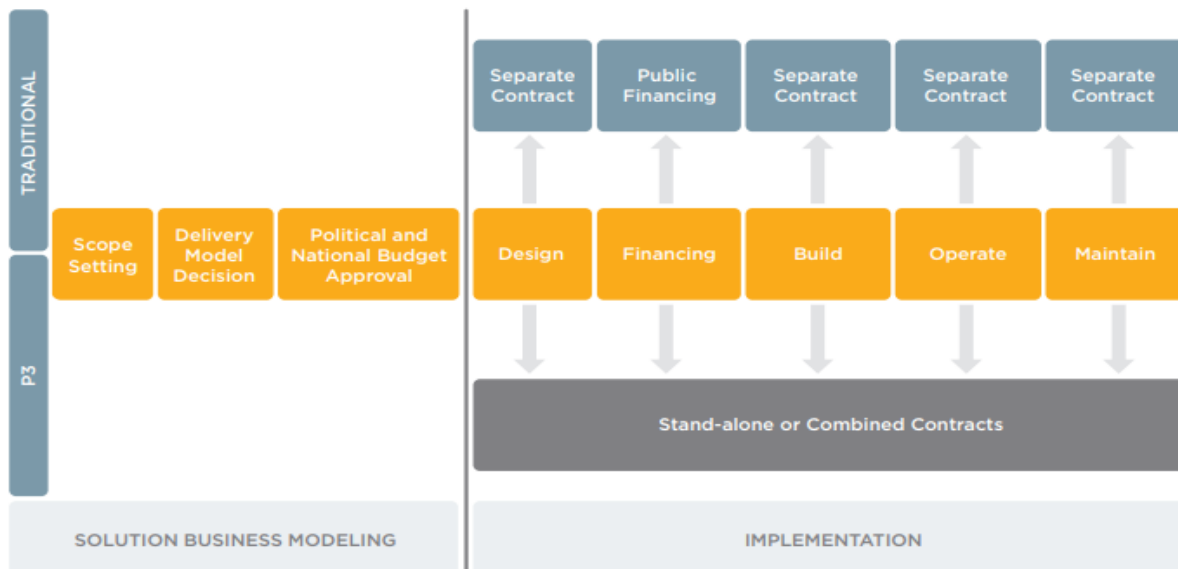 TRADITIONAL
Separate
Contract
Public
Financing
Separate
Contract
Separate
Contract
Separate
Contract
Scope
Setting
Delivery
Model
Decision
Political and
National Budget
Approval
Design
Financing
Build
Operate
Maintain
P3
Stand-alone or Combined Contracts
SOLUTION BUSINESS MODELING
IMPLEMENTATION